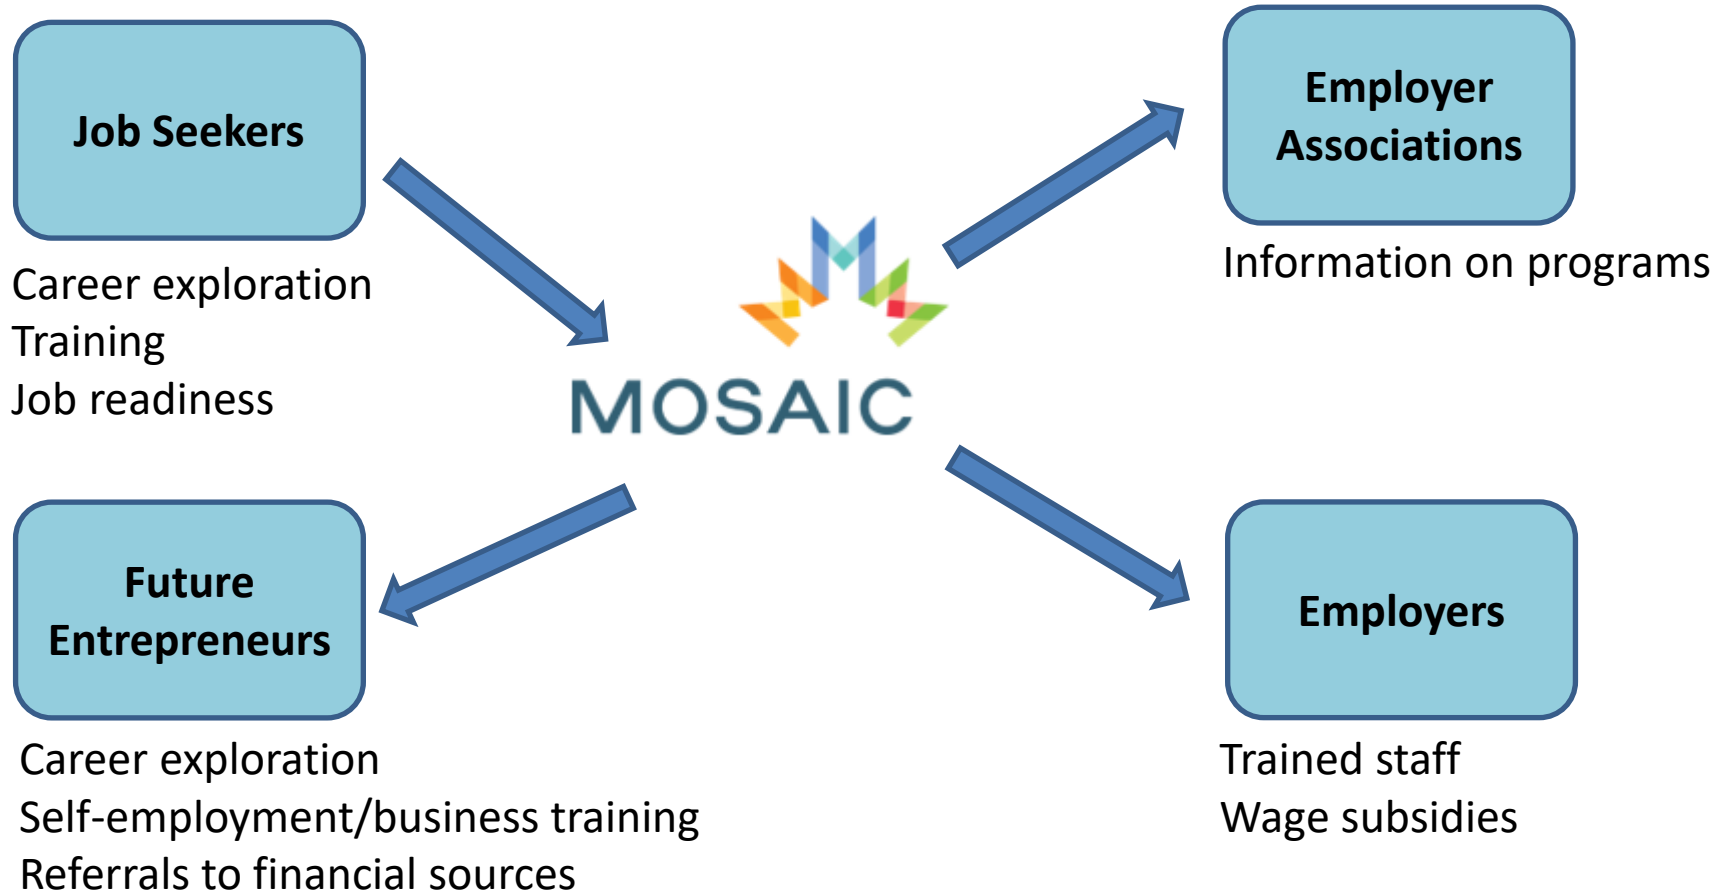 Job Seekers
Career exploration
Training
Job readiness
Employer
Associations
Information on programs
MOSAIC
Future
Entrepreneurs
Career exploration
Self-employment/business training
Referrals to financial sources
Employers
Trained staff
Wage subsidies